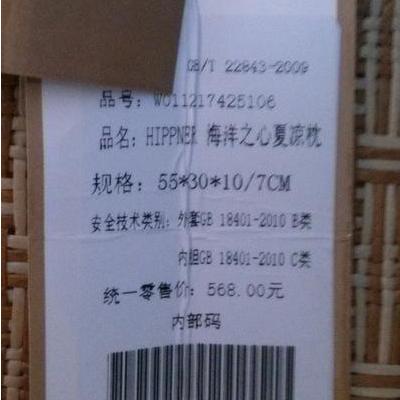 GB/T 22843-2009
品号: W011217425106
品名: HIPPNER 海洋之心夏凉枕
规格: 55*30*10/7CM
安全技术类别: 外套GB 18401-2010 B类
内胆GB 18401-2010 C类
统一零售价: 568.00元
内部码